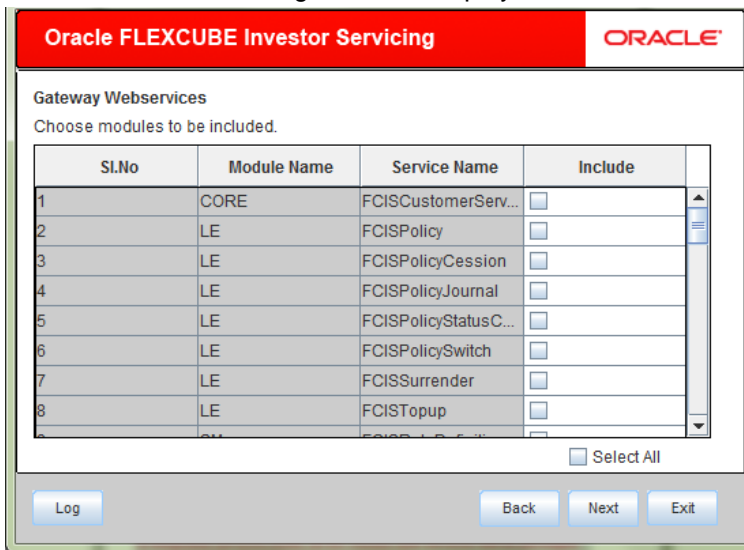 Oracle FLEXCUBE Investor Servicing ORACLE
Gateway Webservices
Choose modules to be included.
Sl.No Module Name Service Name Include
1 CORE FCISCustomerServ...
2 LE FCISPolicy
3 LE FCISPolicyCession
4 LE FCISPolicyJournal
5 LE FCISPolicyStatusC...
6 LE FCISPolicySwitch
7 LE FCISSurrender
8 LE FCISTopup
Select All
Log Back Next Exit